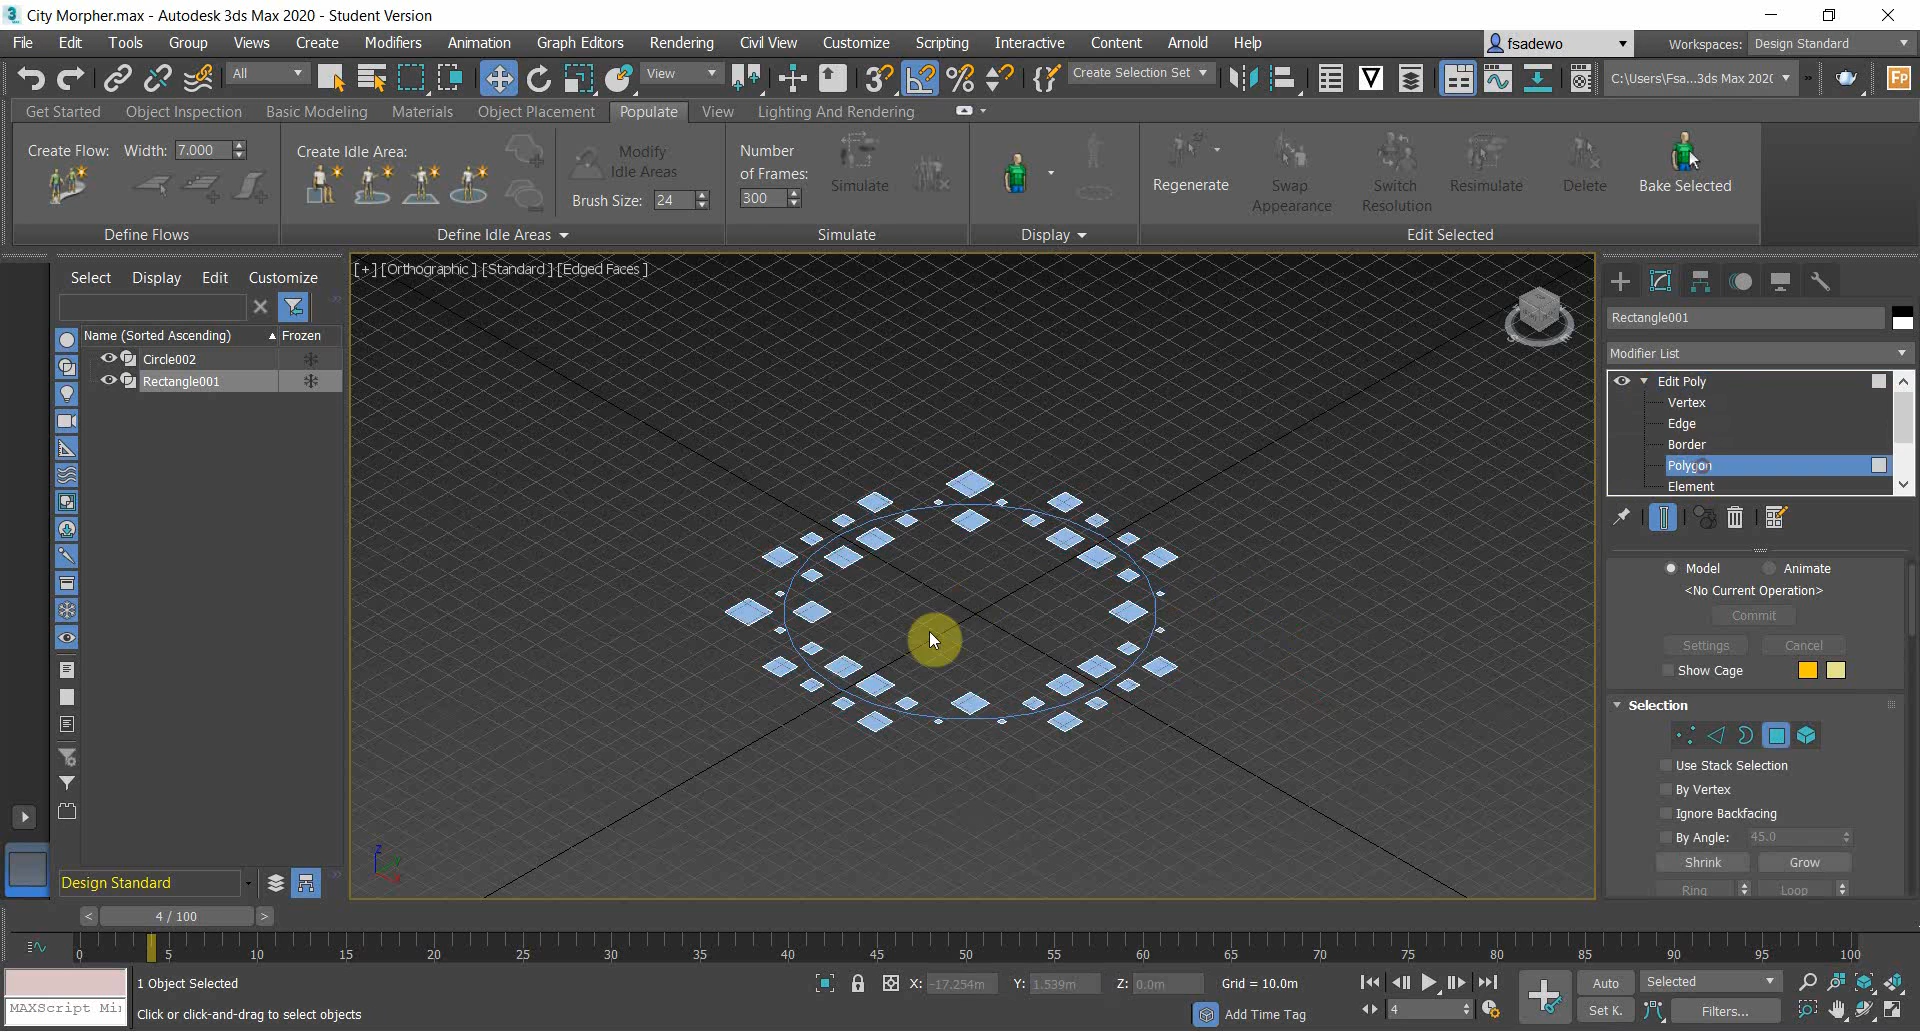 City Morpher.max - Autodesk 3ds Max 2020 - Student Version
File Edit Tools Group Views Create Modifiers Animation Graph Editors Rendering Civil View Customize Scripting Interactive Content Arnold Help
fsadewo
Workspaces: Design Standard
All
View
Create Selection Set
C:\Users\Fsa...3ds Max 202(
Get Started Object Inspection Basic Modeling Materials Object Placement Populate View Lighting And Rendering
Create Flow: Width: 7.000
Define Flows
Create Idle Area:
Modify
Idle Areas
Brush Size: 24
Define Idle Areas
Number
of Frames:
300
Simulate
Simulate
Display
Regenerate
Swap
Appearance
Switch
Resolution
Resimulate
Delete
Bake Selected
Edit Selected
Select Display Edit Customize
Name (Sorted Ascending) Frozen
Circle002
Rectangle001
Design Standard
[+] [Orthographic ] [Standard ] [Edged Faces ]
z
Rectangle001
Modifier List
Edit Poly
Vertex
Edge
Border
Polygon
Element
Model Animate
<No Current Operation>
Commit
Settings Cancel
Show Cage
Selection
Use Stack Selection
By Vertex
Ignore Backfacing
By Angle: 45.0
Shrink Grow
Ring Loop
< 4 / 100 >
0 5 10 15 20 25 30 35 40 45 50 55 60 65 70 75 80 85 90 95 100
1 Object Selected
X: -17.254m Y: 1.539m Z: 0.0m Grid = 10.0m
Auto Selected
MAXScript Mi
Click or click-and-drag to select objects
Add Time Tag
4
Set K. Filters...